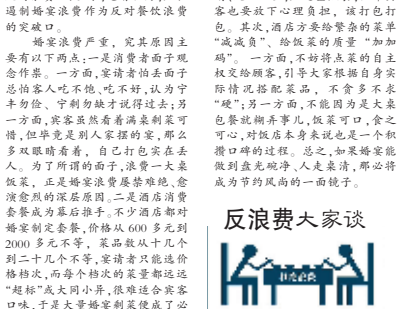 遏制婚宴浪费作为反对餐饮浪费
的突破口。
婚宴浪费严重，究其原因主
要有以下两点：一是消费者面子观
念作祟。一方面，宴请者怕丢面子
总怕客人吃不饱、吃不好，认为宁
丰勿俭、宁剩勿缺才说得过去；另
一方面，宾客虽然看着满桌剩菜可
惜，但毕竟是别人家摆的宴，那么
多双眼睛看着，自己打包实在丢
人。为了所谓的面子，浪费一大桌
饭菜，正是婚宴浪费屡禁难绝、愈
演愈烈的深层原因。二是酒店消费
套餐成为幕后推手。不少酒店都对
婚宴制定套餐，价格从600多元到
2000多元不等，菜品数从十几个
到二十几个不等，宴请者只能选价
格档次，而每个档次的菜量都远远
“超标”或大同小异，很难适合宾客
口味，于是大量婚宴剩菜便成了必
客也要放下心理负担，该打包打
包。其次，酒店方要给繁杂的菜单
“减减负”、给饭菜的质量“加加
码”。一方面，不妨将点菜的自主
权交给顾客，引导大家根据自身实
际情况搭配菜品，不贪多不求
“硬”；另一方面，不能因为是大桌
包餐就糊弄事儿，饭菜可口，食之
可心，对饭店本身来说也是一个积
攒口碑的过程。总之，如果婚宴能
做到盘光碗净、人走桌清，那必将
成为节约风尚的一面镜子。
反浪费大家谈